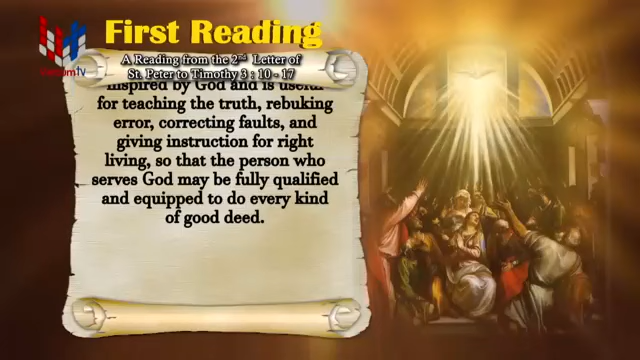 First Reading
A Reading from the 2nd Letter of
St. Peter to Timothy 3 : 10 - 17
inspired by God and is useful
for teaching the truth, rebuking
error, correcting faults, and
giving instruction for right
living, so that the person who
serves God may be fully qualified
and equipped to do every kind
of good deed.